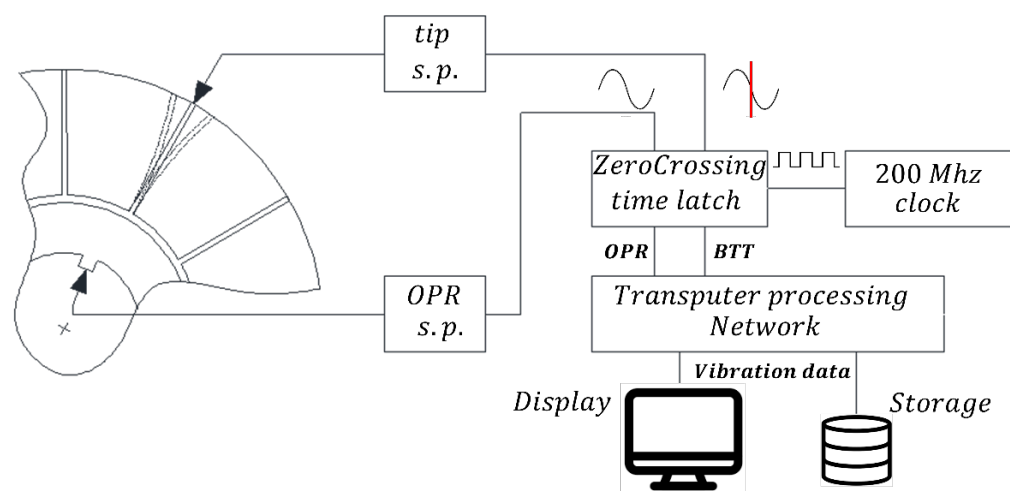 tip
s. p.
ZeroCrossing
time latch
200 Mhz
clock
OPR
BTT
OPR
s. p.
Transputer processing
Network
Vibration data
Display
Storage